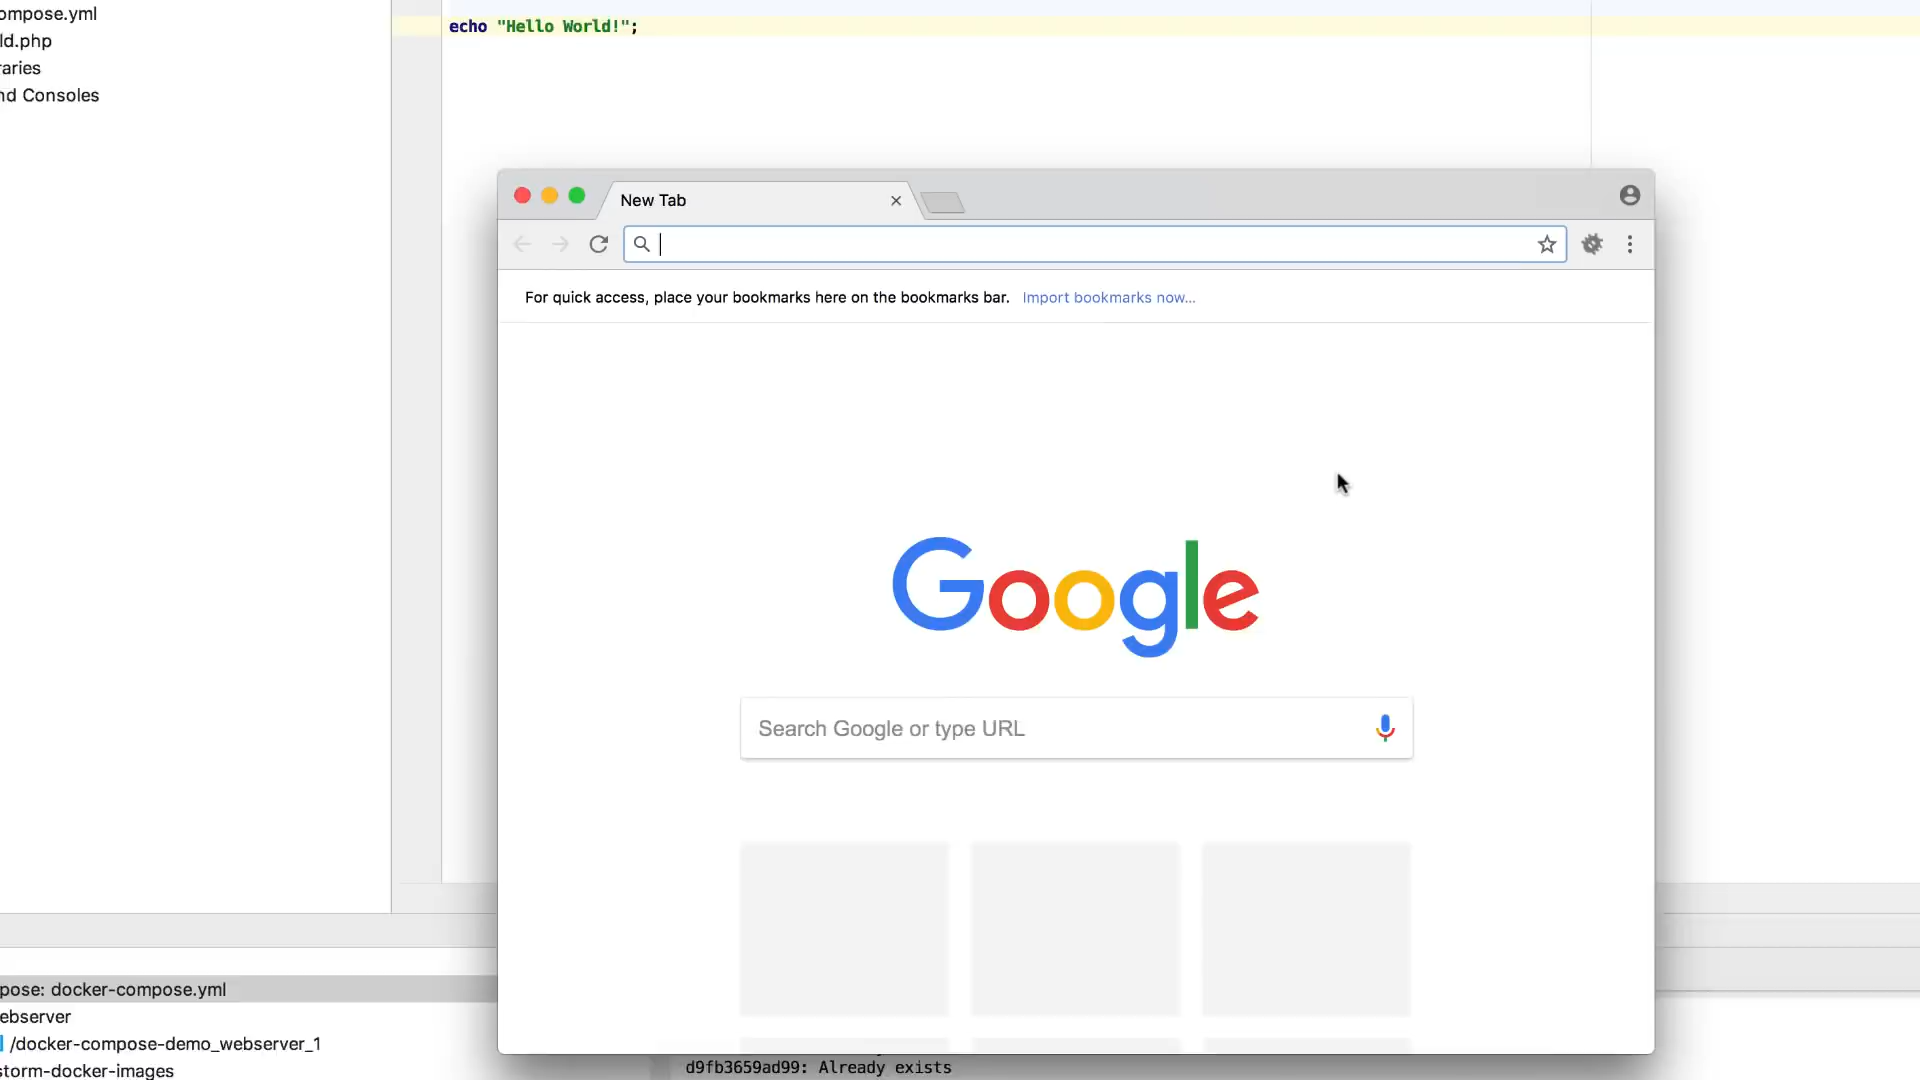 ompose.yml
ld.php
raries
nd Consoles
echo "Hello World!";
New Tab
For quick access, place your bookmarks here on the bookmarks bar. Import bookmarks now...
Google
Search Google or type URL
pose: docker-compose.yml
ebserver
/docker-compose-demo_webserver_1
storm-docker-images
d9fb3659ad99: Already exists